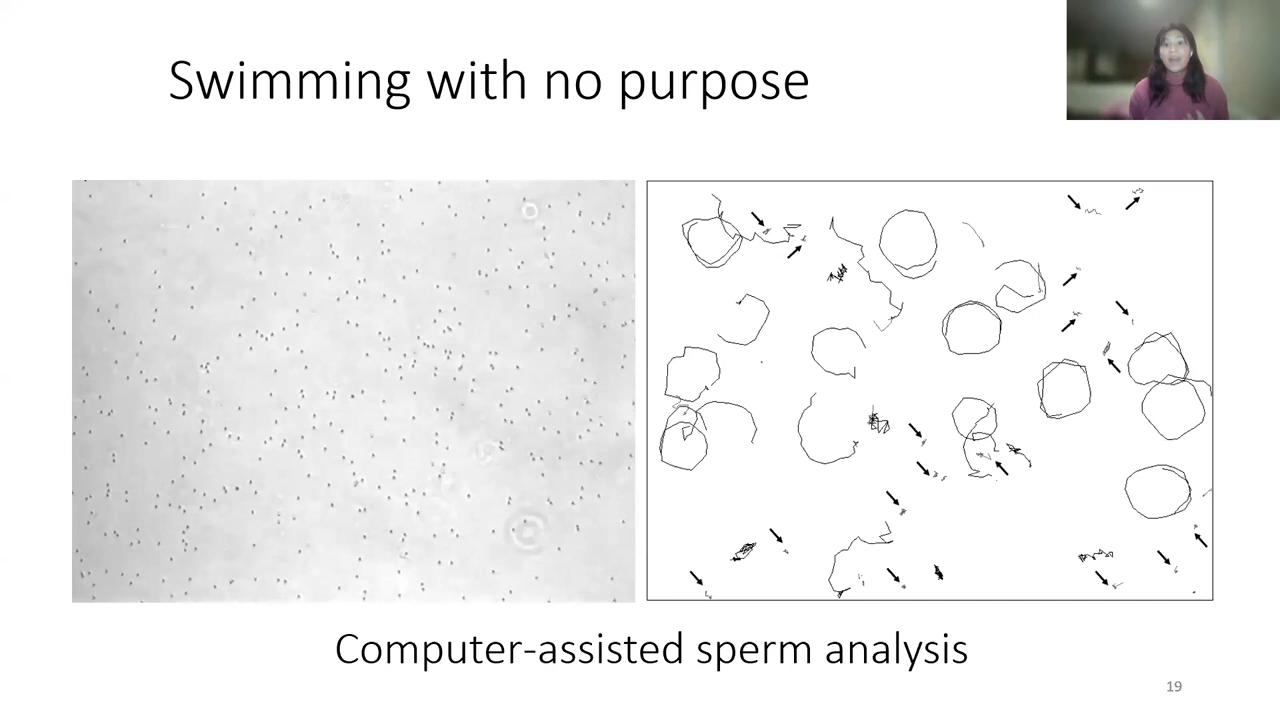 Swimming with no purpose
Computer-assisted sperm analysis
19